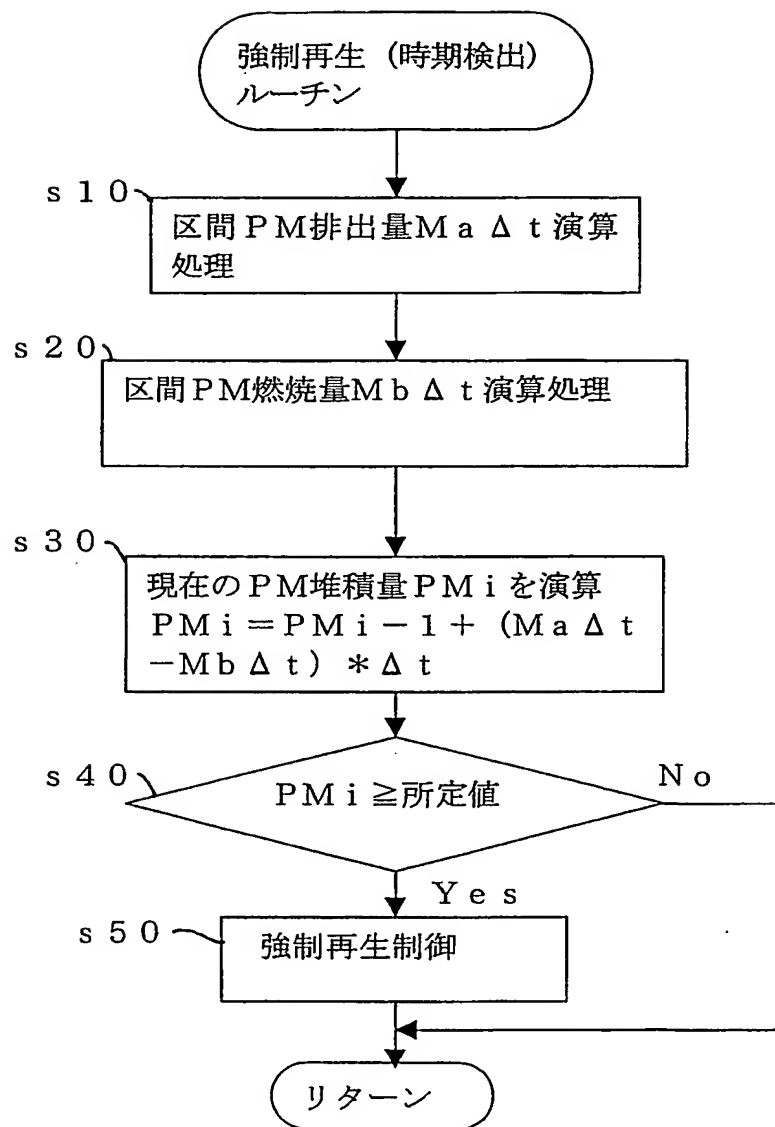 強制再生（時期検出）
ルーチン
ｓ１０
区間ＰＭ排出量ＭａΔｔ演算
処理
ｓ２０
区間ＰＭ燃焼量ＭｂΔｔ演算処理
ｓ３０
現在のＰＭ堆積量ＰＭｉを演算
ＰＭｉ＝ＰＭｉ－１＋（ＭａΔｔ
－ＭｂΔｔ）＊Δｔ
ｓ４０
ＰＭｉ≧所定値
Ｎｏ
Ｙｅｓ
ｓ５０
強制再生制御
リターン